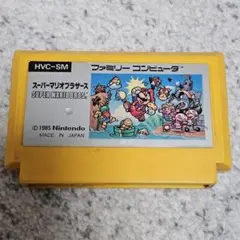 HVC-SM
ファミリー コンピュータ
スーパーマリオブラザーズ
SUPER MARIO BROS.
© 1985 Nintendo
MADE IN JAPAN